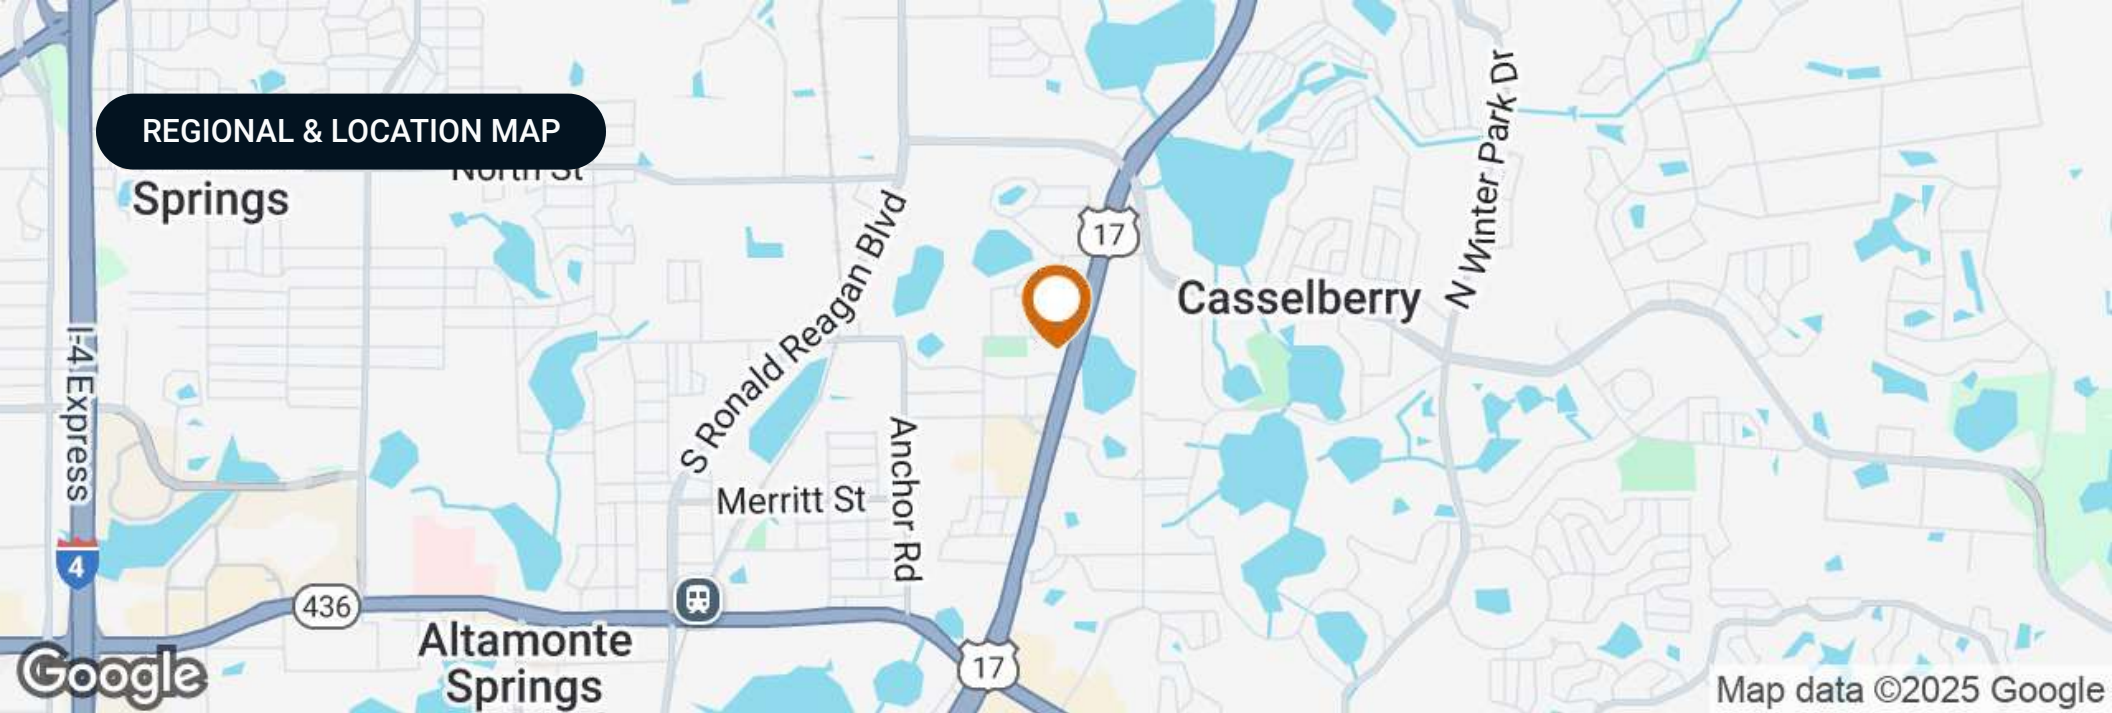 REGIONAL & LOCATION MAP
North St
Springs
17
N Winter Park Dr
S Ronald Reagan Blvd
Casselberry
I-4 Express
Anchor Rd
Merritt St
4
436
Altamonte
Springs
17
Google
Map data ©2025 Google